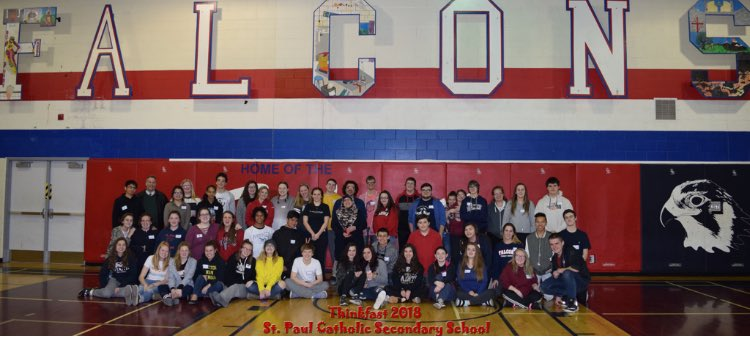 FALCONS
HOME OF THE
Thinkfast 2018
St. Paul Catholic Secondary School